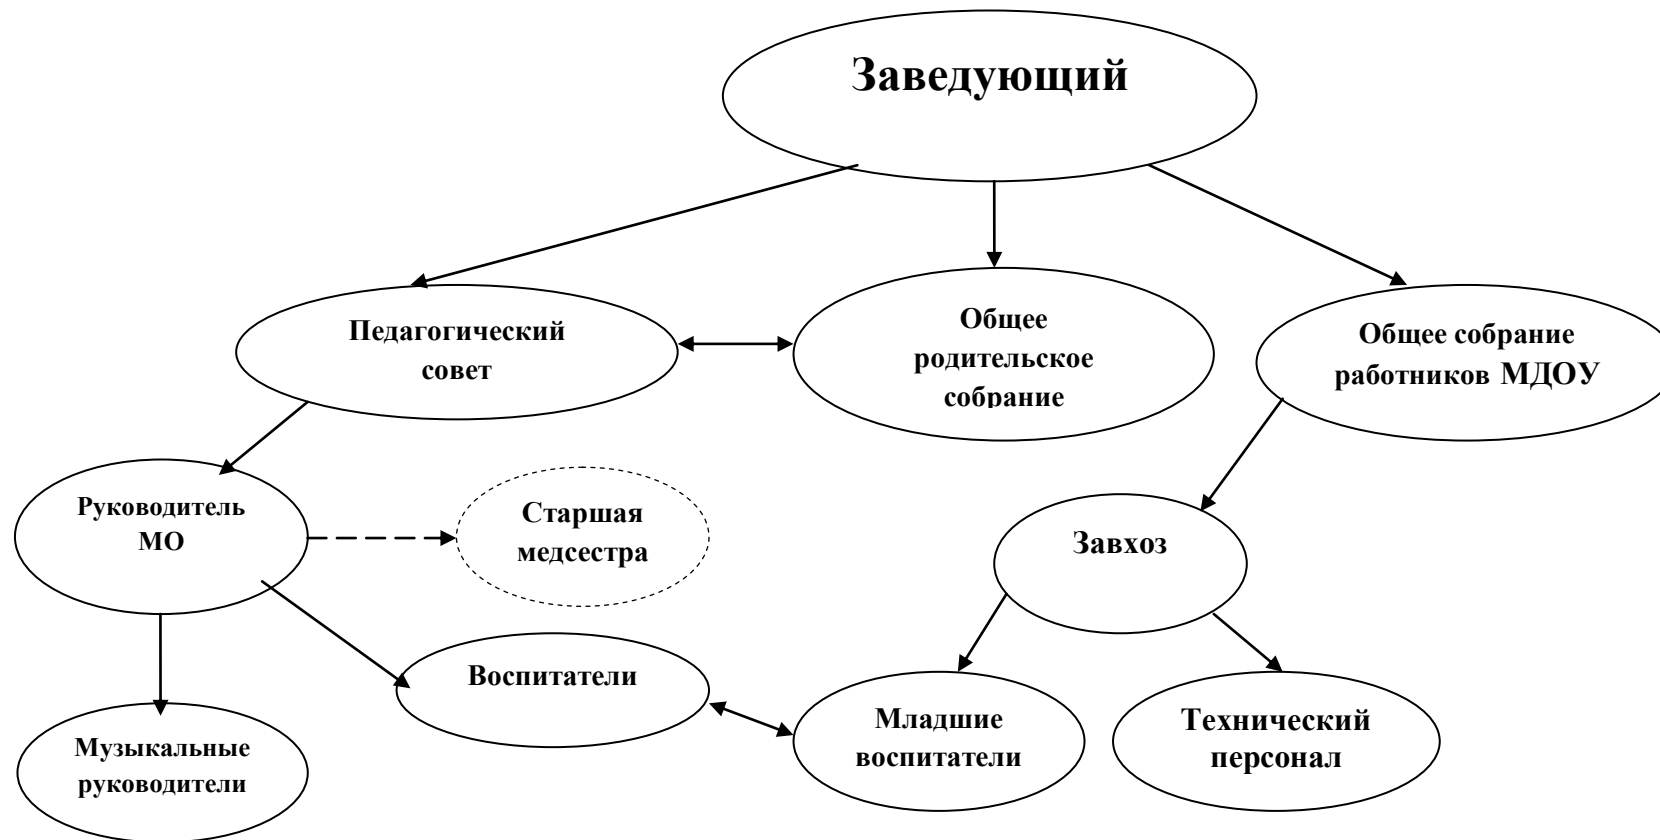 Заведующий
Педагогический
совет
Общее
родительское
собрание
Общее собрание
работников МДОУ
Руководитель
МО
Старшая
медсестра
Завхоз
Воспитатели
Младшие
воспитатели
Технический
персонал
Музыкальные
руководители